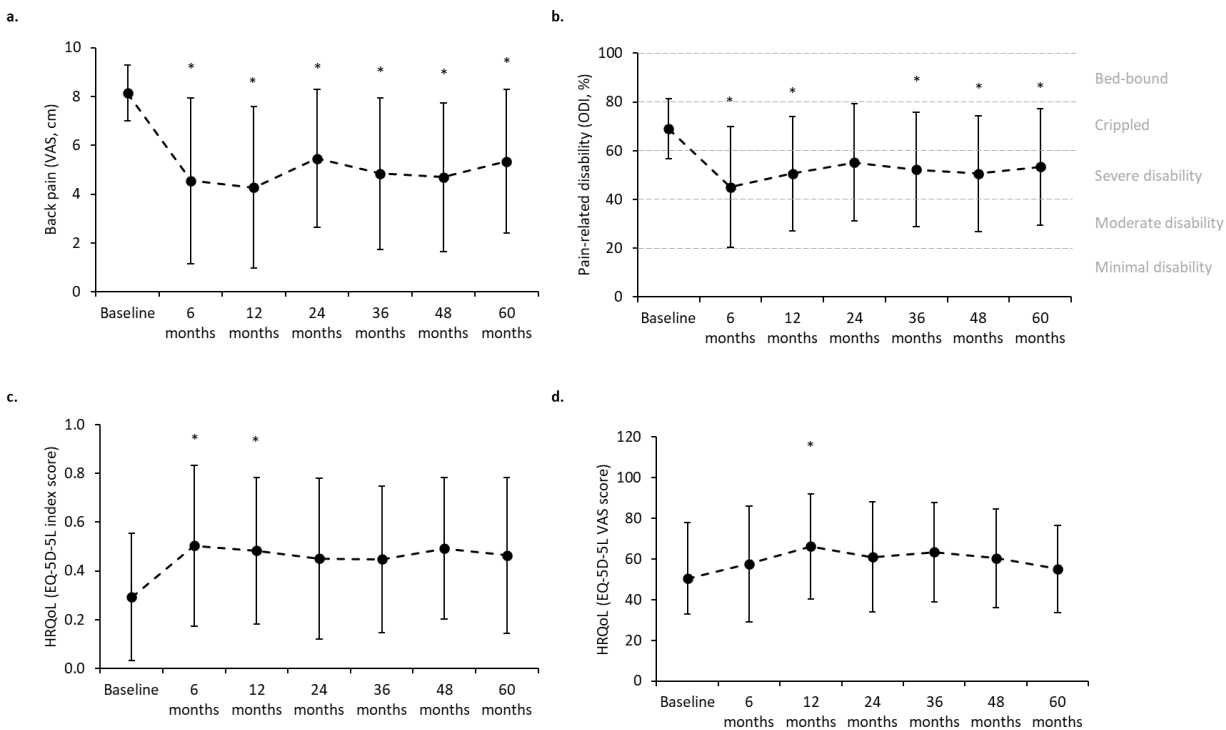 a.
Back pain (VAS, cm)
10
8
6
4
2
0
* * * * * *
Baseline 6 12 24 36 48 60
months months months months months months
b.
Pain-related disability (ODI, %)
100
80
60
40
20
0
* * * * *
Bed-bound
Crippled
Severe disability
Moderate disability
Minimal disability
Baseline 6 12 24 36 48 60
months months months months months months
c.
HRQoL (EQ-5D-5L index score)
1.0
0.8
0.6
0.4
0.2
0.0
* *
Baseline 6 12 24 36 48 60
months months months months months months
d.
HRQoL (EQ-5D-5L VAS score)
120
100
80
60
40
20
0
*
Baseline 6 12 24 36 48 60
months months months months months months